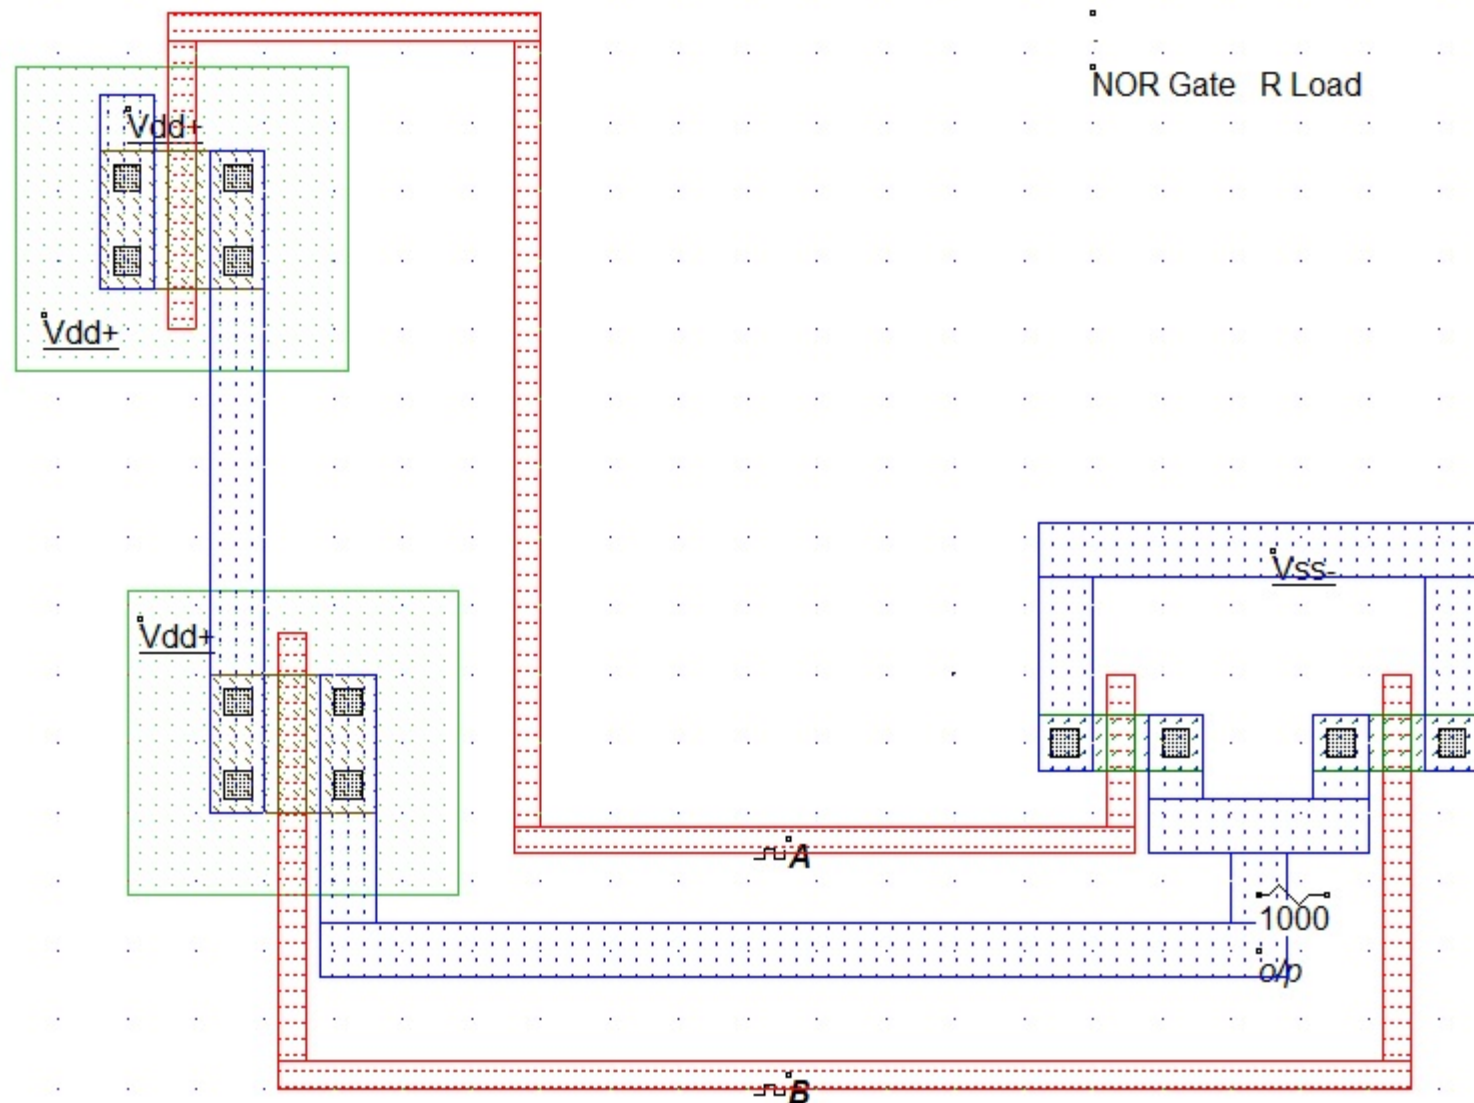 NOR Gate R Load
Vdd+
Vdd+
Vss-
Vdd+
A
1000
o/p
B